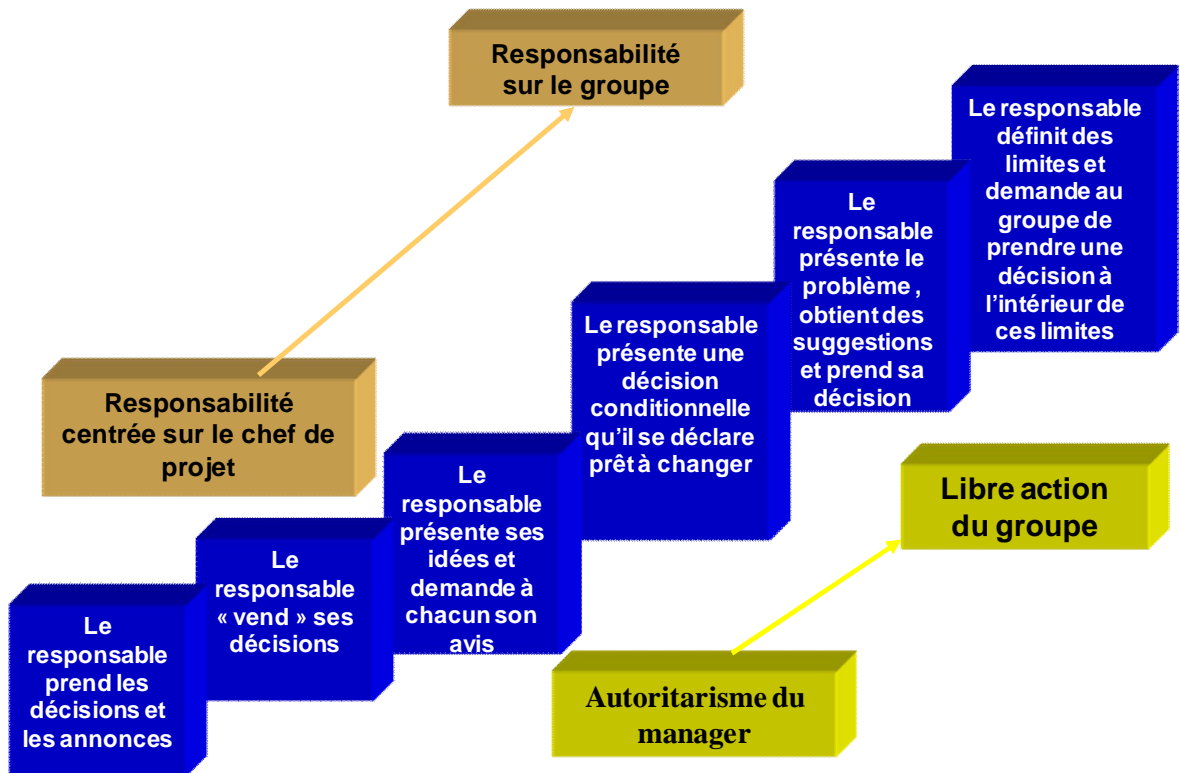 Responsabilité
sur le groupe
Responsabilité
centrée sur le chef de
projet
Le
responsable
prend les
décisions et
les annonces
Le
responsable
« vend » ses
décisions
Le
responsable
présente ses
idées et
demande à
chacun son
avis
Le responsable
présente une
décision
conditionnelle
qu’il se déclare
prêt à changer
Le
responsable
présente le
problème ,
obtient des
suggestions
et prend sa
décision
Le responsable
définit des
limites et
demande au
groupe de
prendre une
décision à
l’intérieur de
ces limites
Libre action
du groupe
Autoritarisme du
manager